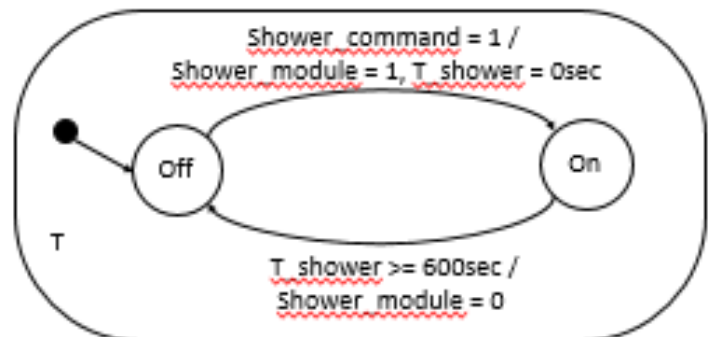 Shower_command = 1 /
Shower_module = 1, T_shower = 0sec
Off
On
T
T_shower >= 600sec /
Shower_module = 0